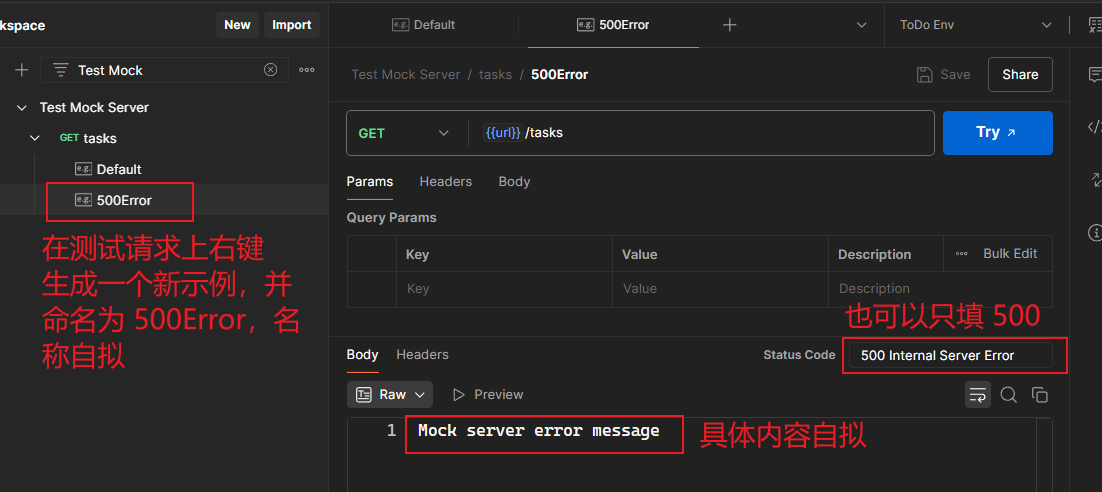 kspace
New
Import
Default
500Error
ToDo Env
Test Mock
Test Mock Server / tasks / 500Error
Save
Share
Test Mock Server
GET tasks
e.g. Default
e.g. 500Error
GET
{{url}} /tasks
Try
Params
Headers
Body
Query Params
Key
Value
Description
Bulk Edit
Key
Value
Description
在测试请求上右键
生成一个新示例，并
命名为 500Error，名
称自拟
也可以只填 500
Body
Headers
Status Code
500 Internal Server Error
Raw
Preview
1
Mock server error message
具体内容自拟